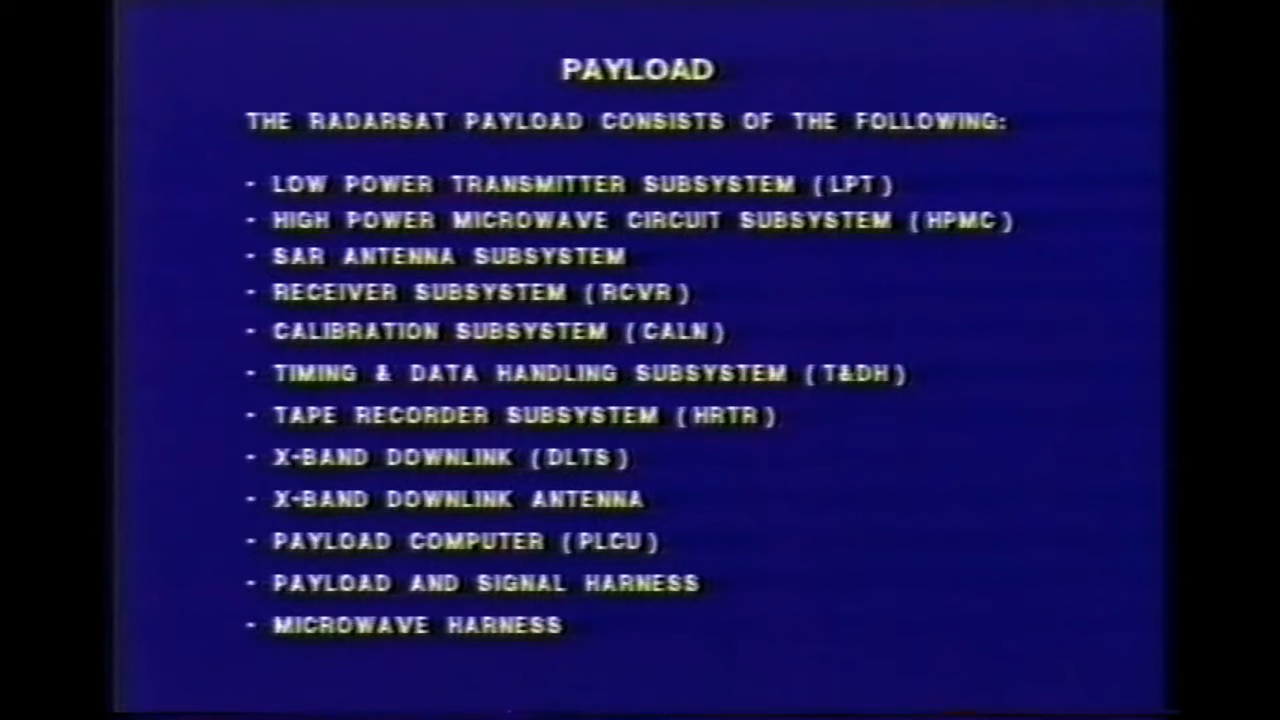 PAYLOAD
THE RADARSAT PAYLOAD CONSISTS OF THE FOLLOWING:
- LOW POWER TRANSMITTER SUBSYSTEM (LPT)
- HIGH POWER MICROWAVE CIRCUIT SUBSYSTEM (HPMC)
- SAR ANTENNA SUBSYSTEM
- RECEIVER SUBSYSTEM (RCVR)
- CALIBRATION SUBSYSTEM (CALN)
- TIMING & DATA HANDLING SUBSYSTEM (T&DH)
- TAPE RECORDER SUBSYSTEM (HRTR)
- X-BAND DOWNLINK (DLTS)
- X-BAND DOWNLINK ANTENNA
- PAYLOAD COMPUTER (PLCU)
- PAYLOAD AND SIGNAL HARNESS
- MICROWAVE HARNESS